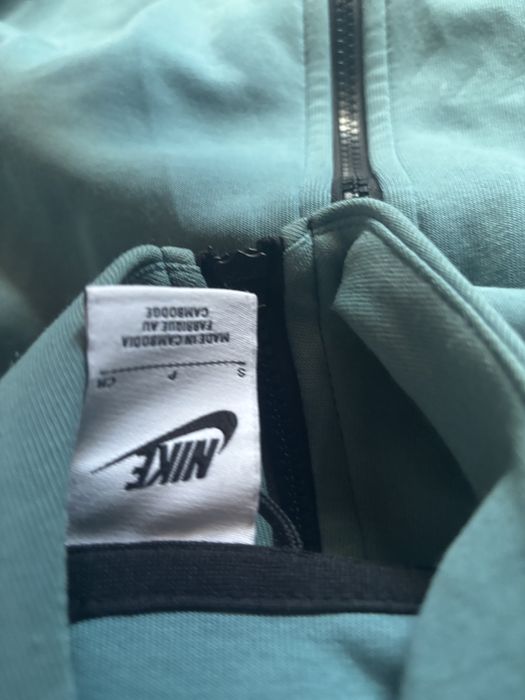 NIKE
S P CH
MADE IN CAMBODIA
FABRIQUE AU
CAMBODGE